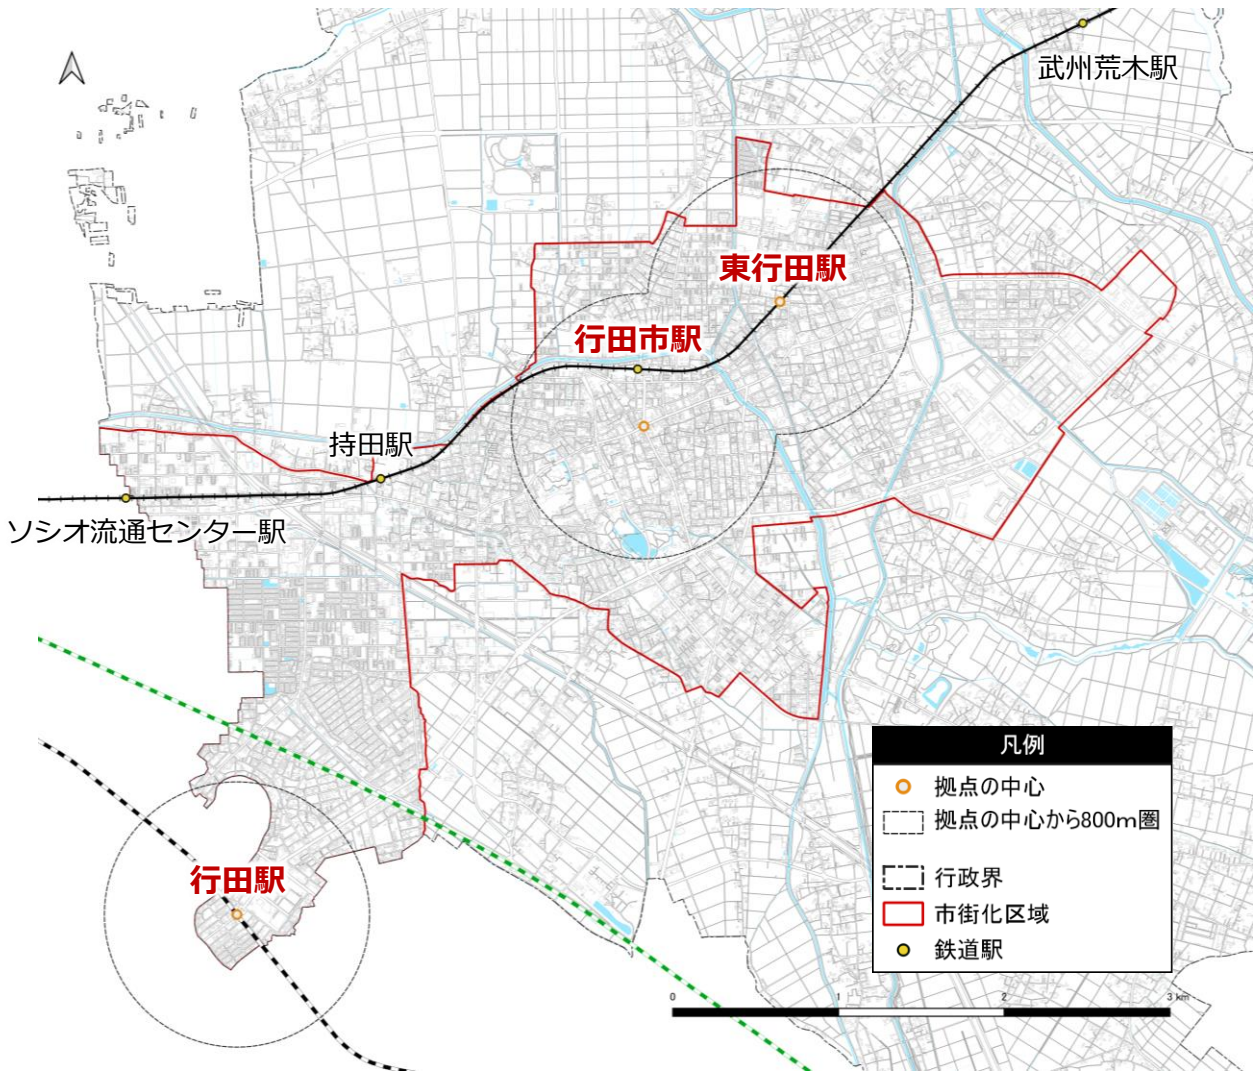 武州荒木駅
東行田駅
行田市駅
持田駅
ソシオ流通センター駅
行田駅
凡例
拠点の中心
拠点の中心から800m圏
行政界
市街化区域
鉄道駅
0 1 2 3 km